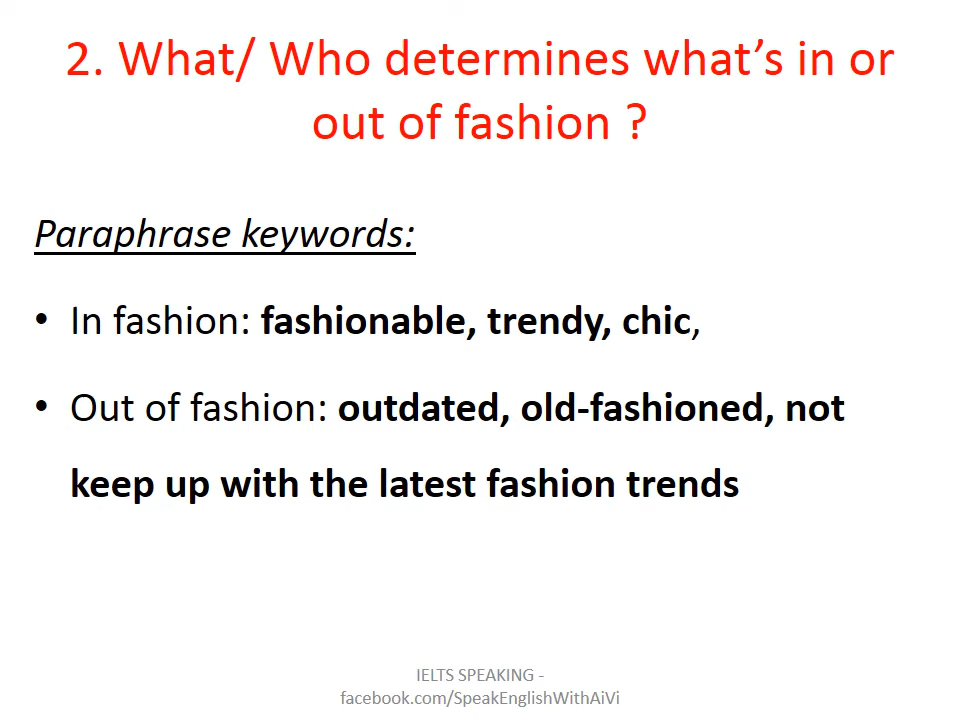 2. What/ Who determines what’s in or
out of fashion ?
Paraphrase keywords:
• In fashion: fashionable, trendy, chic,
• Out of fashion: outdated, old-fashioned, not
keep up with the latest fashion trends
IELTS SPEAKING -
facebook.com/SpeakEnglishWithAiVi